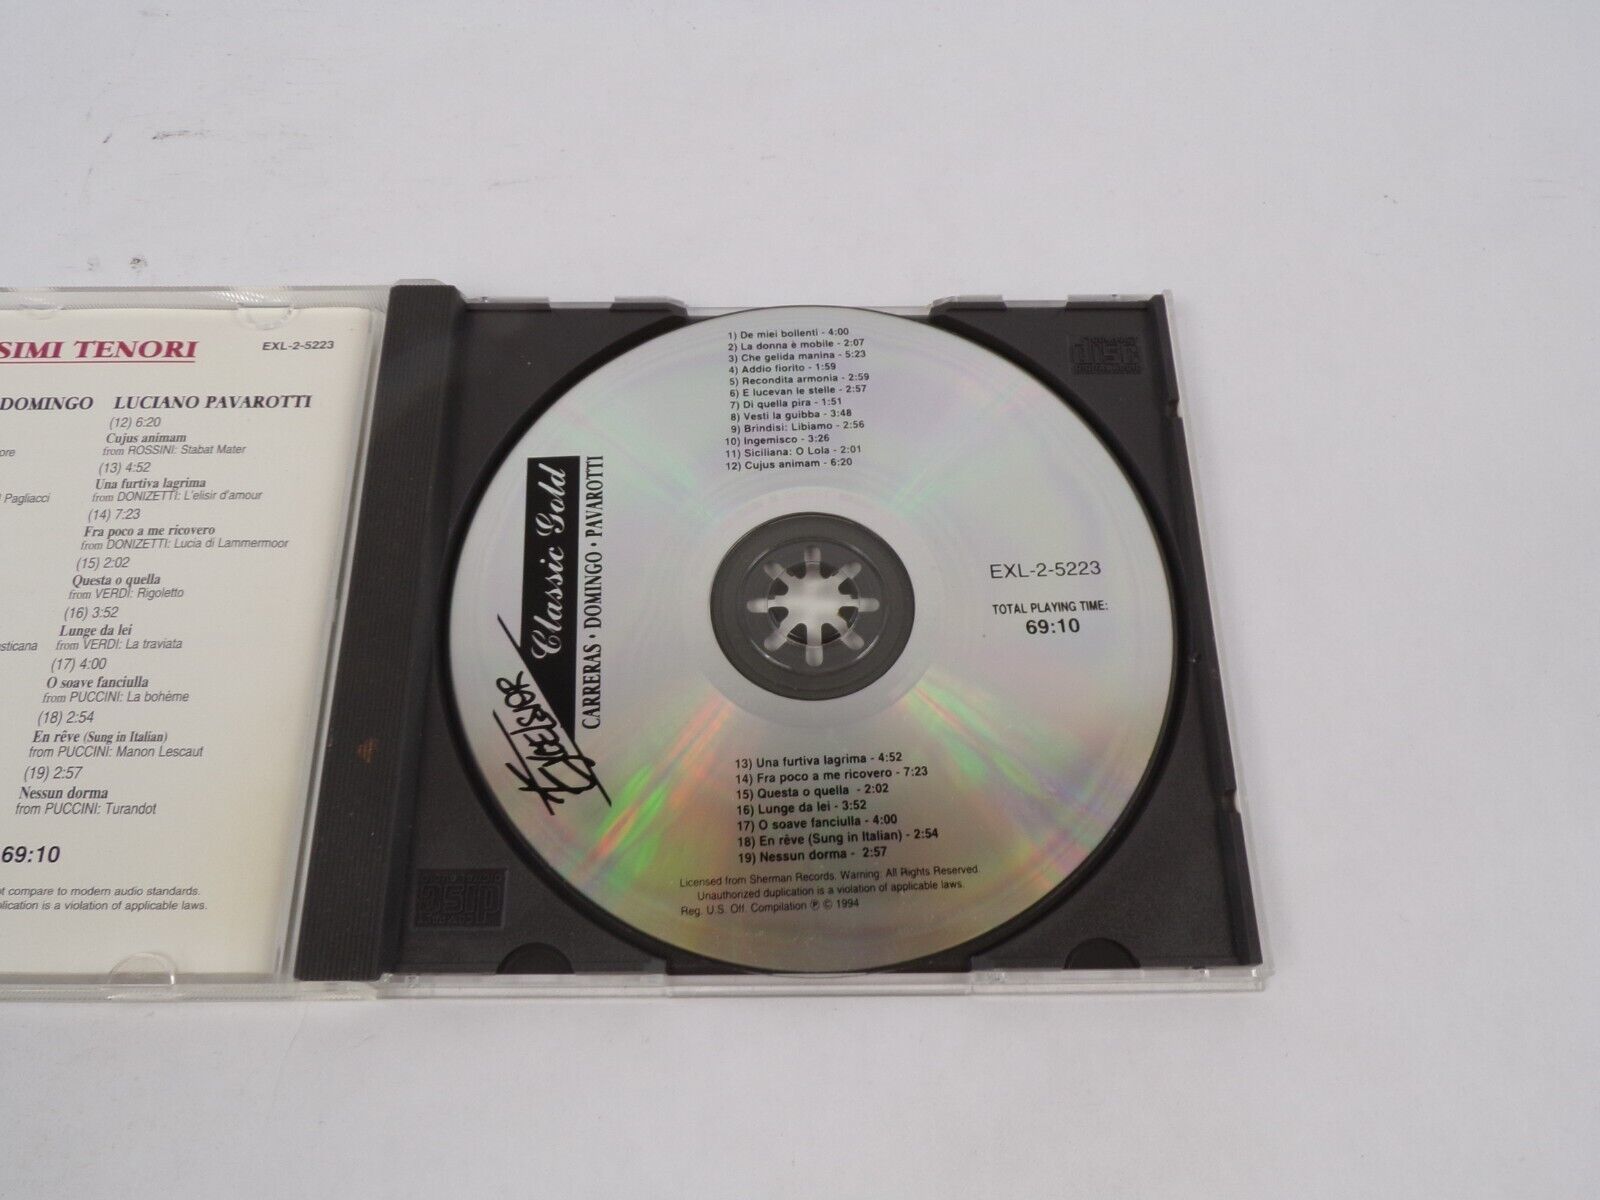 SIMI TENORI
EXL-2-5223
DOMINGO LUCIANO PAVAROTTI
(12) 6:20
Cujus animam
from ROSSINI: Stabat Mater
(13) 4:52
Una furtiva lagrima
from DONIZETTI: L'elisir d'amour
(14) 7:23
Fra poco a me ricovero
from DONIZETTI: Lucia di Lammermoor
(15) 2:02
Questa o quella
from VERDI: Rigoletto
(16) 3:52
Lunge da lei
from VERDI: La traviata
(17) 4:00
O soave fanciulla
from PUCCINI: La bohème
(18) 2:54
En rêve (Sung in Italian)
from PUCCINI: Manon Lescaut
(19) 2:57
Nessun dorma
from PUCCINI: Turandot
ore
Pagliacci
sticana
69:10
ot compare to modern audio standards.
lication is a violation of applicable laws.
1) De miei bollenti - 4:00
2) La donna è mobile - 2:07
3) Che gelida manina - 5:23
4) Addio fiorito - 1:59
5) Recondita armonia - 2:59
6) E lucevan le stelle - 2:57
7) Di quella pira - 1:51
8) Vesti la guibba - 3:48
9) Brindisi: Libiamo - 2:56
10) Ingemisco - 3:26
11) Siciliana: O Lola - 2:01
12) Cujus animam - 6:20
EXCELSIOR
Classic Gold
CARRERAS · DOMINGO · PAVAROTTI
EXL-2-5223
TOTAL PLAYING TIME:
69:10
13) Una furtiva lagrima - 4:52
14) Fra poco a me ricovero - 7:23
15) Questa o quella - 2:02
16) Lunge da lei - 3:52
17) O soave fanciulla - 4:00
18) En rêve (Sung in Italian) - 2:54
19) Nessun dorma - 2:57
Licensed from Sherman Records. Warning: All Rights Reserved.
Unauthorized duplication is a violation of applicable laws.
Reg. U.S. Off. Compilation ℗ © 1994